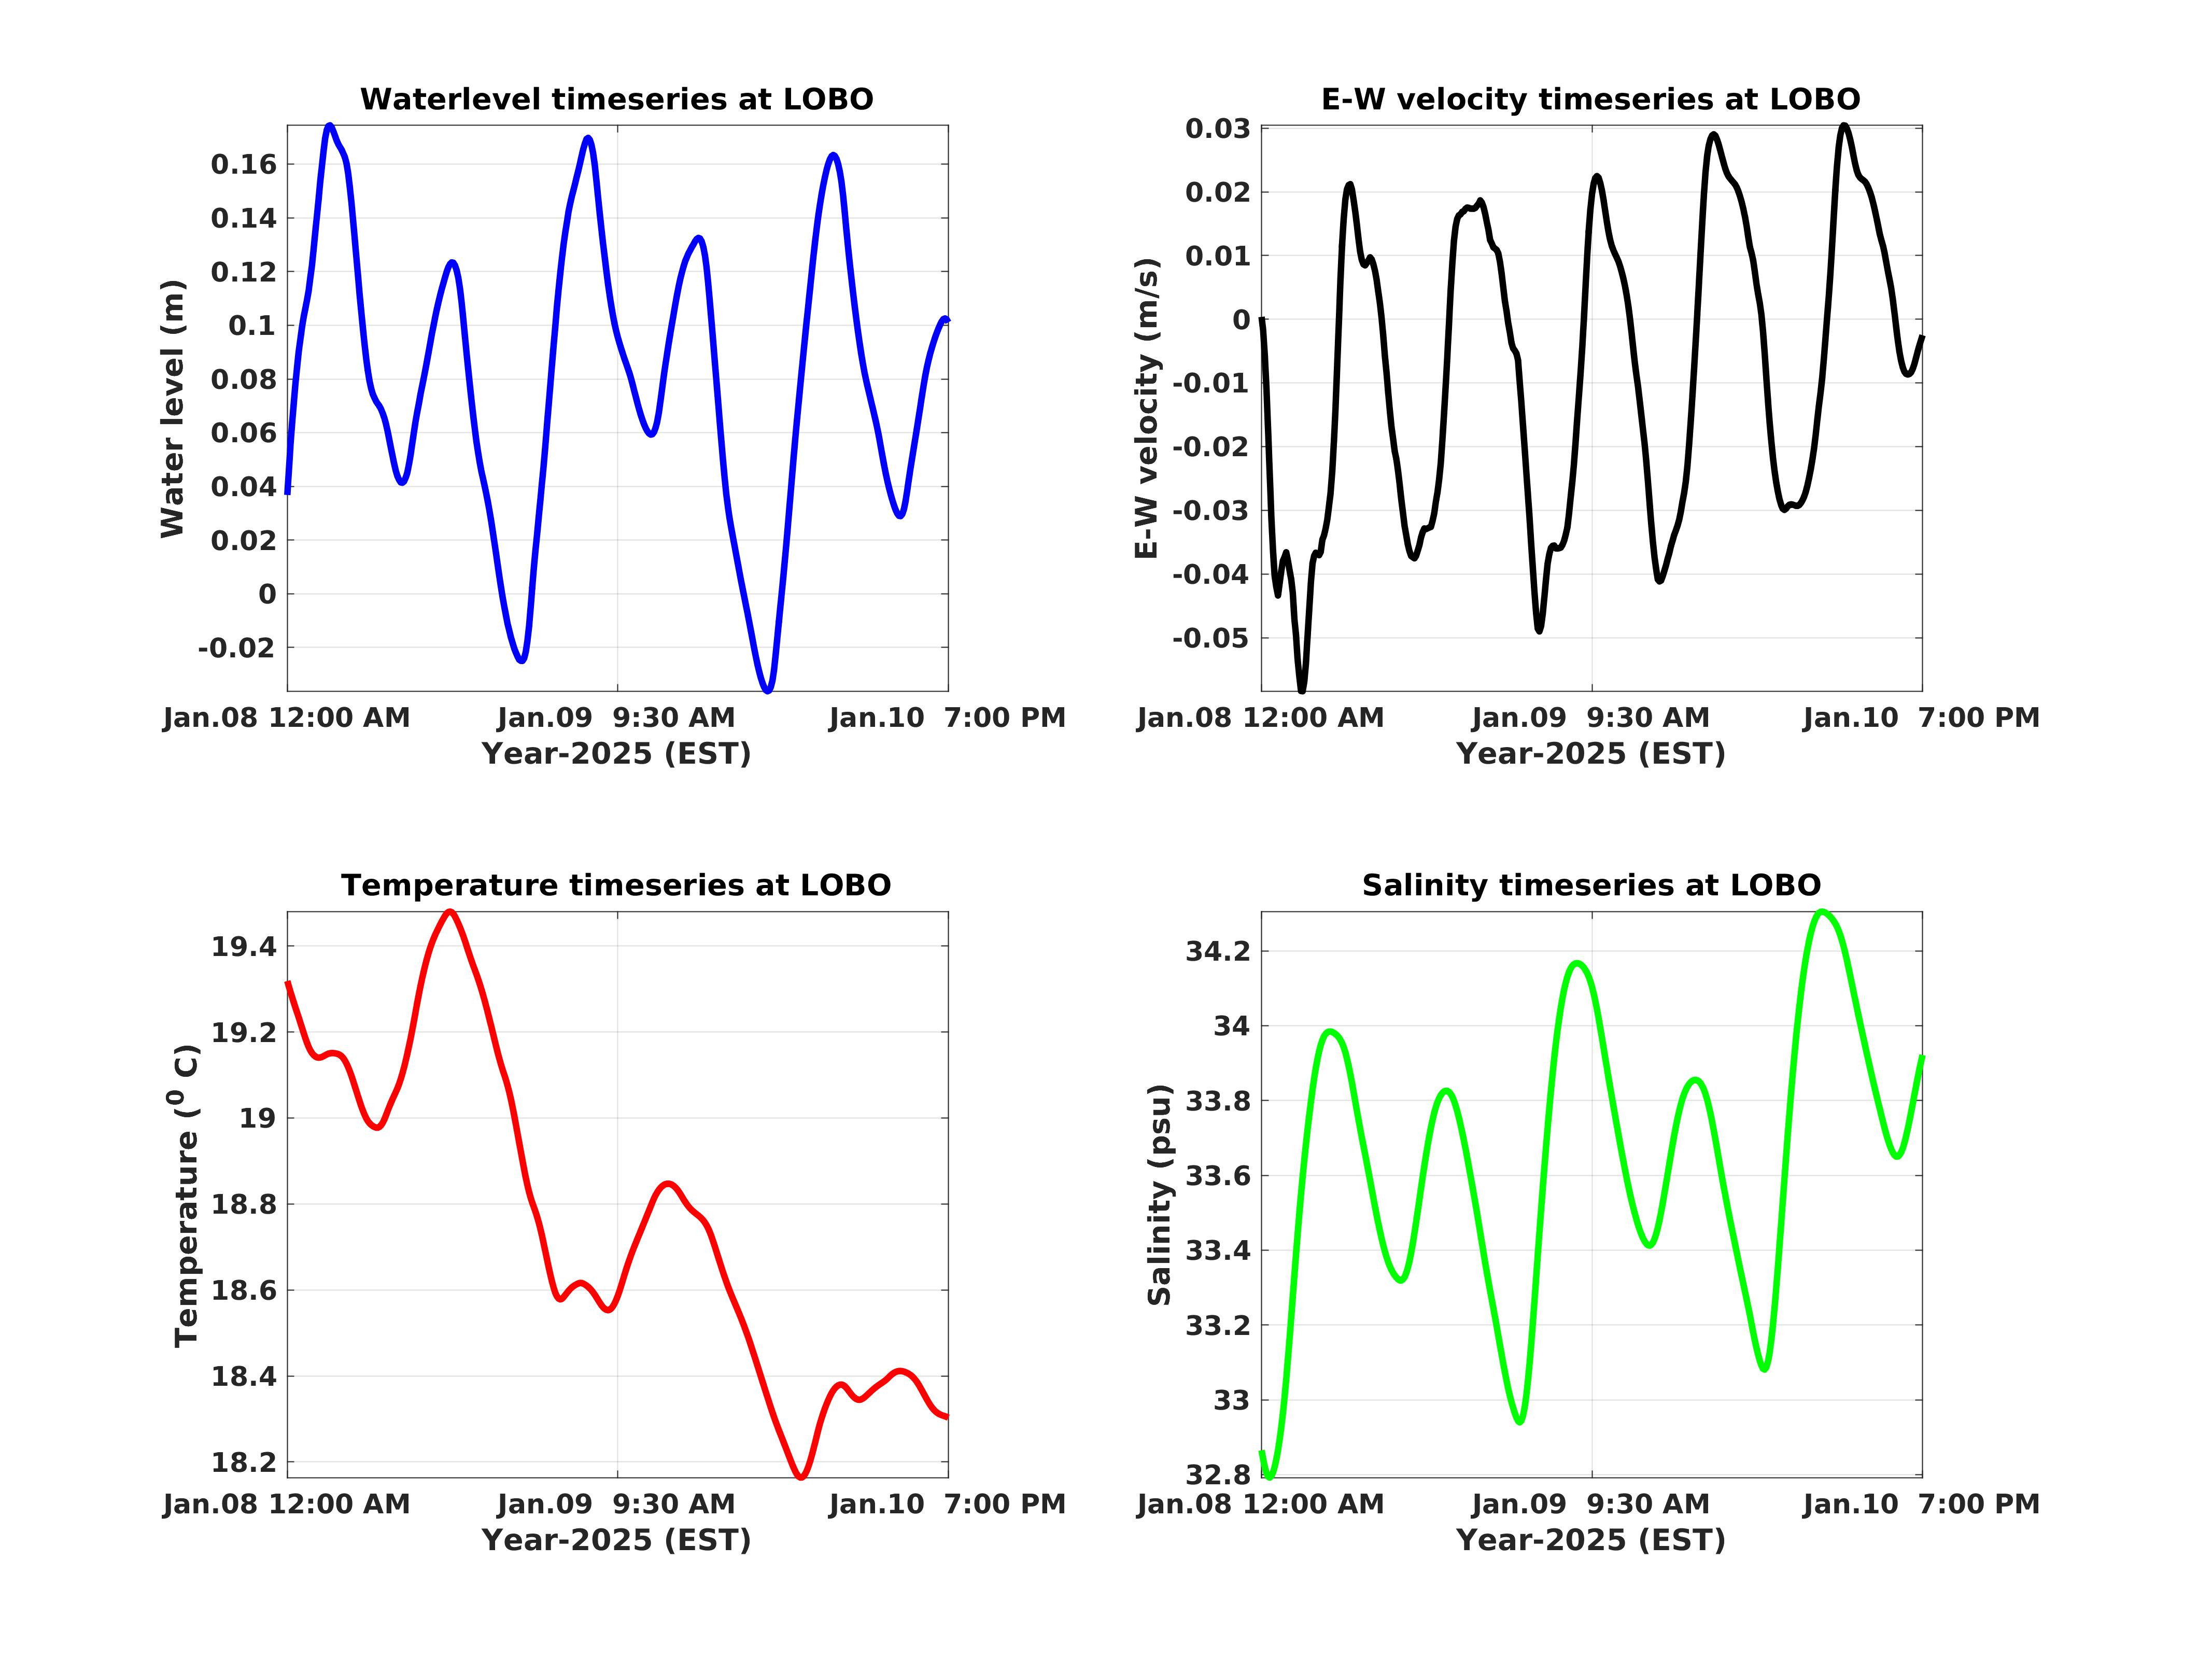 Waterlevel timeseries at LOBO
Water level (m)
0.16
0.14
0.12
0.1
0.08
0.06
0.04
0.02
0
-0.02
Jan.08 12:00 AM Jan.09 9:30 AM Jan.10 7:00 PM
Year-2025 (EST)
E-W velocity timeseries at LOBO
E-W velocity (m/s)
0.03
0.02
0.01
0
-0.01
-0.02
-0.03
-0.04
-0.05
Jan.08 12:00 AM Jan.09 9:30 AM Jan.10 7:00 PM
Year-2025 (EST)
Temperature timeseries at LOBO
Temperature (⁰ C)
19.4
19.2
19
18.8
18.6
18.4
18.2
Jan.08 12:00 AM Jan.09 9:30 AM Jan.10 7:00 PM
Year-2025 (EST)
Salinity timeseries at LOBO
Salinity (psu)
34.2
34
33.8
33.6
33.4
33.2
33
32.8
Jan.08 12:00 AM Jan.09 9:30 AM Jan.10 7:00 PM
Year-2025 (EST)